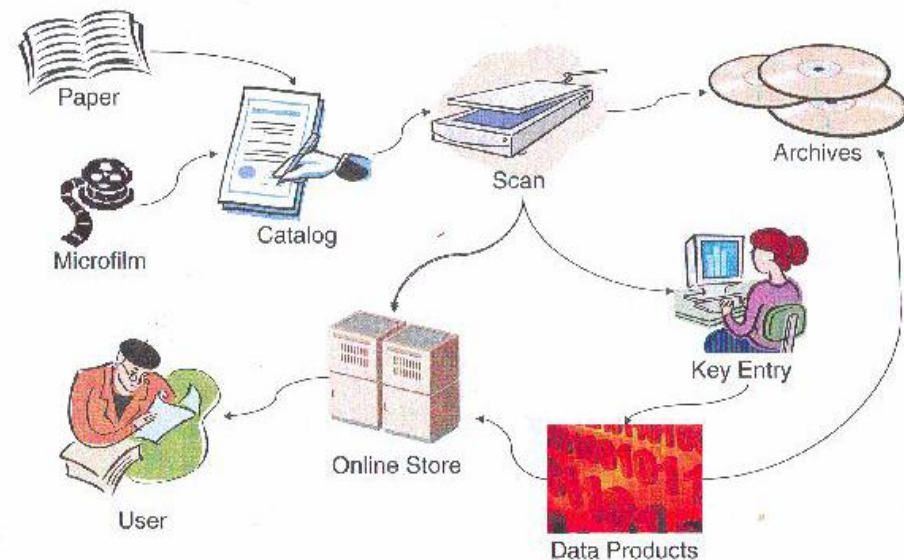 Paper
Microfilm
Catalog
Scan
Archives
Key Entry
Online Store
User
Data Products